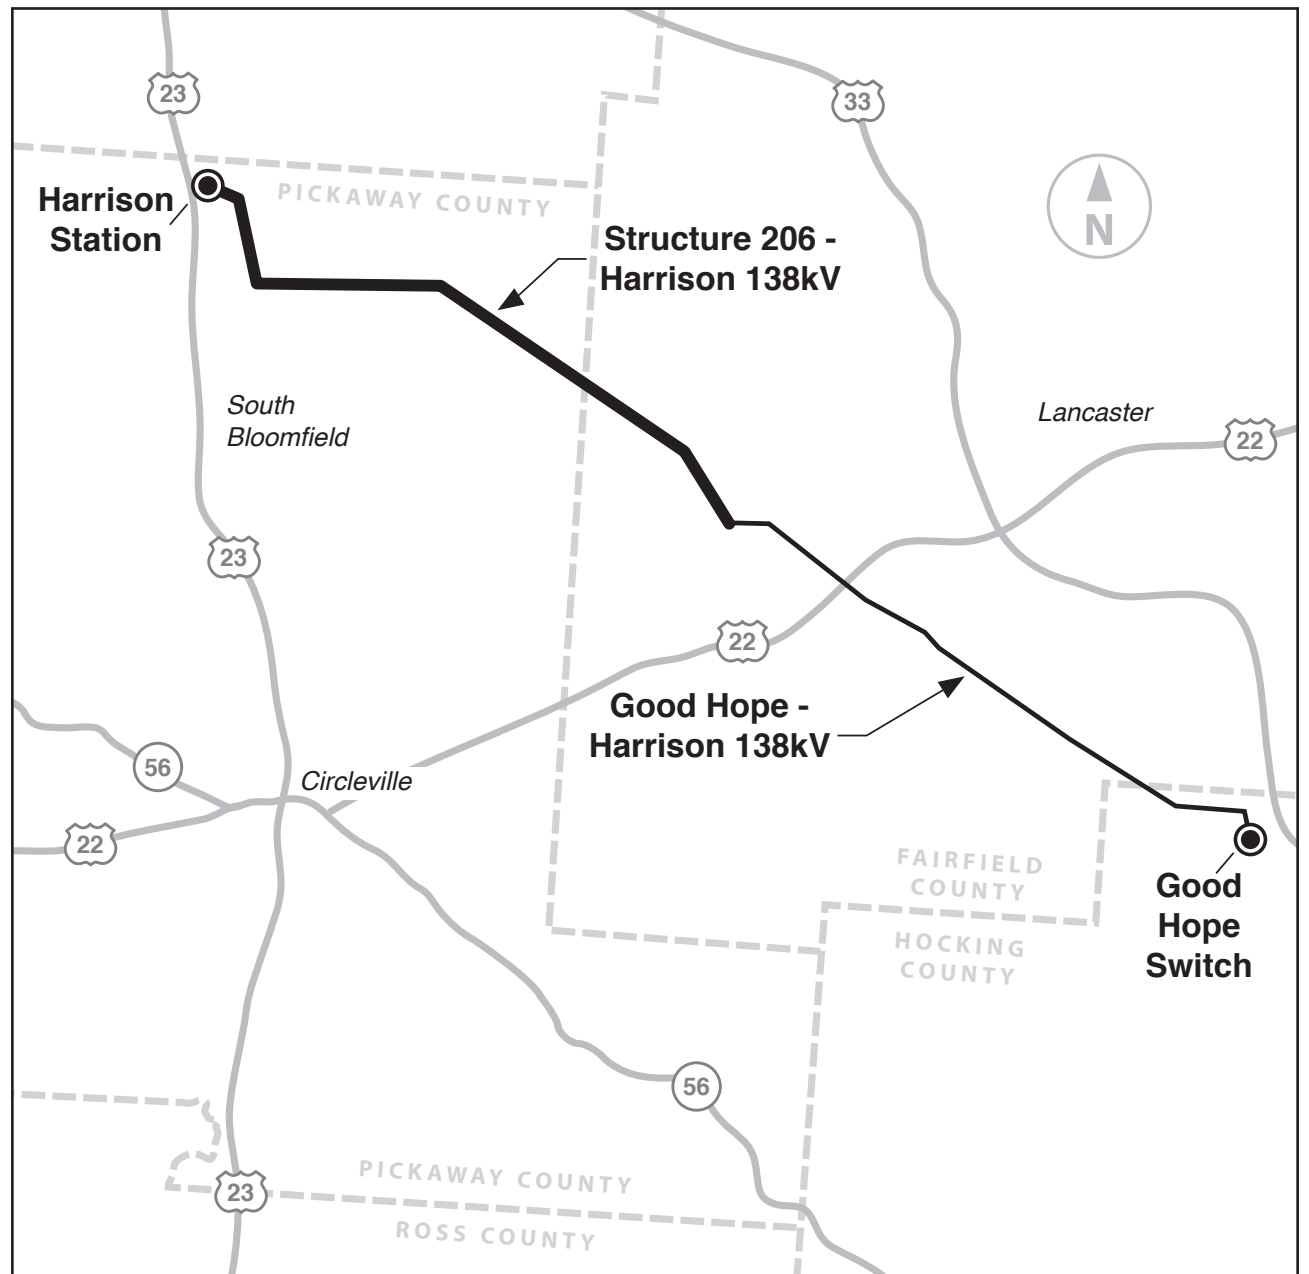 23
33
Harrison
Station
PICKAWAY COUNTY
N
Structure 206 -
Harrison 138kV
South
Bloomfield
Lancaster
22
23
22
Good Hope -
Harrison 138kV
56
Circleville
22
FAIRFIELD
COUNTY
HOCKING
COUNTY
Good
Hope
Switch
56
PICKAWAY COUNTY
23
ROSS COUNTY